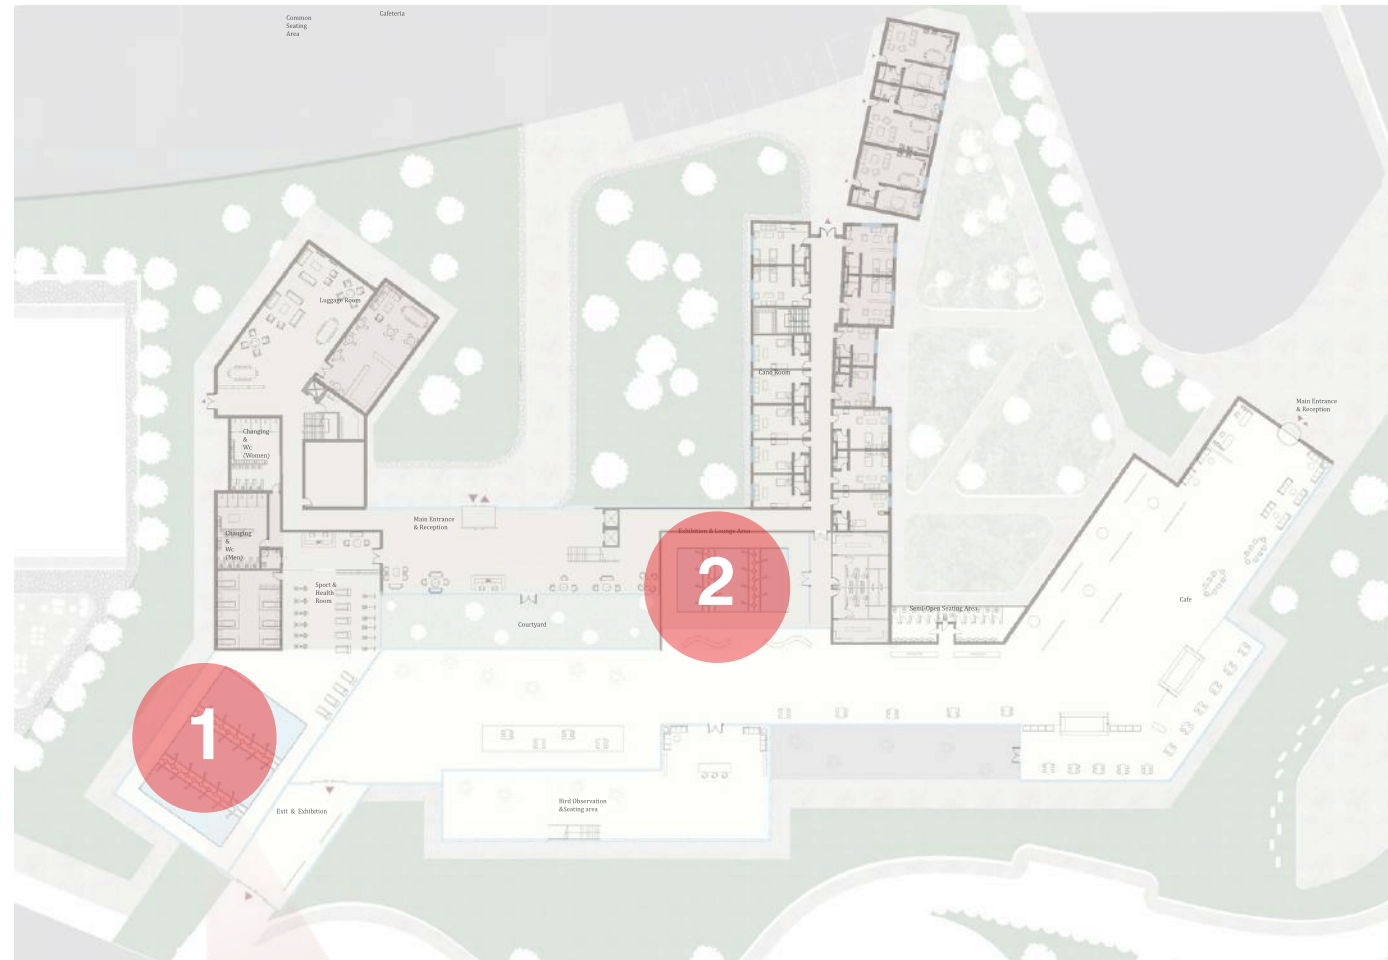 Common
Seating
Area
Cafeteria
Luggage Room
Card Room
Main Entrance
& Reception
Changing
&
Wc
(Women)
Main Entrance
& Reception
Exhibition & Lounge Area
Changing
&
Wc
(Men)
Sport &
Health
Room
2
Cafe
Semi-Open Seating Area
Courtyard
1
Bird Observation
&Seating area
Exit & Exhibition